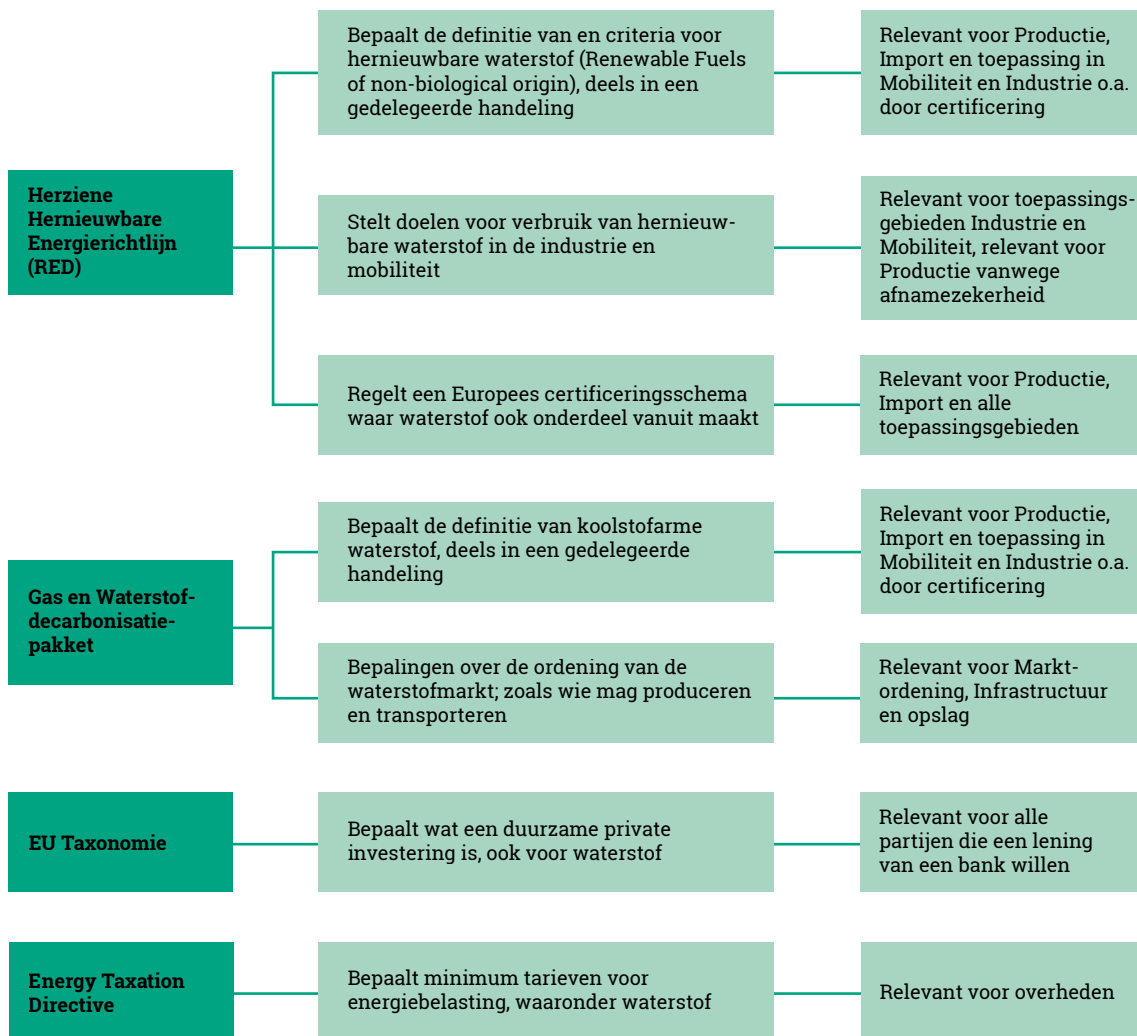 Herziene
Hernieuwbare
Energierichtlijn
(RED)
Bepaalt de definitie van en criteria voor
hernieuwbare waterstof (Renewable Fuels
of non-biological origin), deels in een
gedelegeerde handeling
Relevant voor Productie,
Import en toepassing in
Mobiliteit en Industrie o.a.
door certificering
Stelt doelen voor verbruik van hernieuw-
bare waterstof in de industrie en
mobiliteit
Relevant voor toepassings-
gebieden Industrie en
Mobiliteit, relevant voor
Productie vanwege
afnamezekerheid
Regelt een Europees certificeringsschema
waar waterstof ook onderdeel vanuit maakt
Relevant voor Productie,
Import en alle
toepassingsgebieden
Gas en Waterstof-
decarbonisatie-
pakket
Bepaalt de definitie van koolstofarme
waterstof, deels in een gedelegeerde
handeling
Relevant voor Productie,
Import en toepassing in
Mobiliteit en Industrie o.a.
door certificering
Bepalingen over de ordening van de
waterstofmarkt; zoals wie mag produceren
en transporteren
Relevant voor Markt-
ordening, Infrastructuur
en opslag
EU Taxonomie
Bepaalt wat een duurzame private
investering is, ook voor waterstof
Relevant voor alle
partijen die een lening
van een bank willen
Energy Taxation
Directive
Bepaalt minimum tarieven voor
energiebelasting, waaronder waterstof
Relevant voor overheden